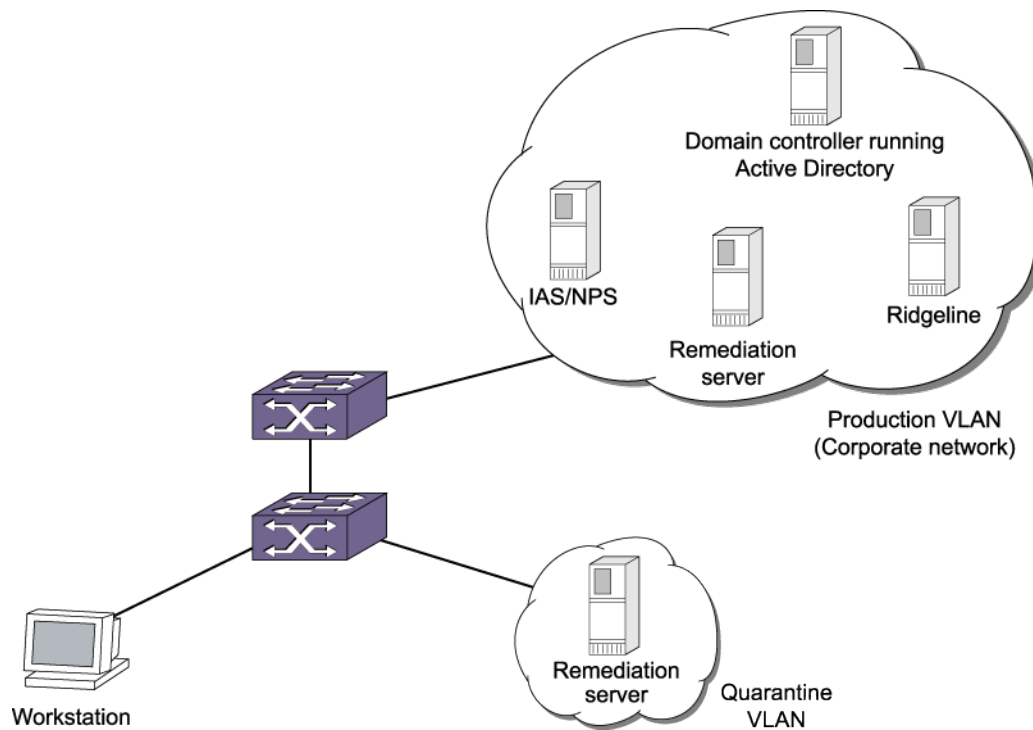 Domain controller running
Active Directory
IAS/NPS
Ridgeline
Remediation
server
Production VLAN
(Corporate network)
Remediation
server
Quarantine
VLAN
Workstation